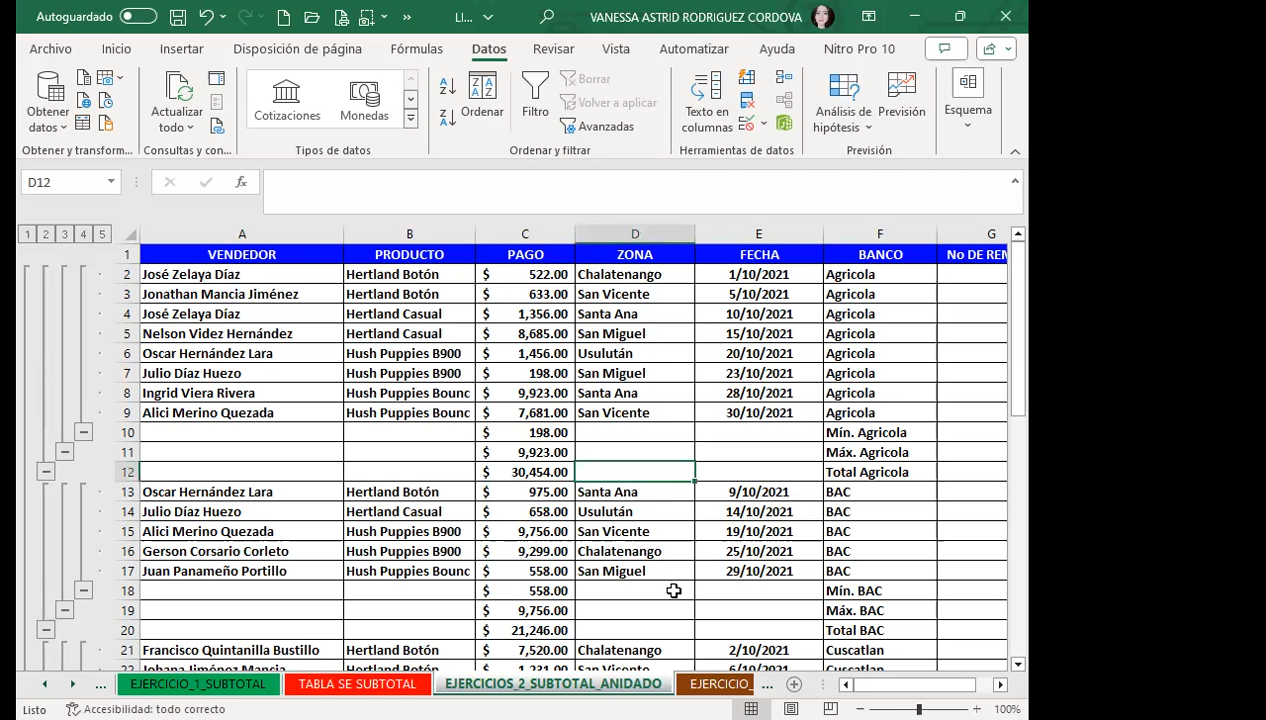 Autoguardado LI... VANESSA ASTRID RODRIGUEZ CORDOVA
Archivo Inicio Insertar Disposición de página Fórmulas Datos Revisar Vista Automatizar Ayuda Nitro Pro 10
Obtener datos Actualizar todo Cotizaciones Monedas Ordenar Filtro Borrar Volver a aplicar Avanzadas Texto en columnas Análisis de hipótesis Previsión Esquema
Obtener y transform... Consultas y con... Tipos de datos Ordenar y filtrar Herramientas de datos Previsión
D12 fx
1 2 3 4 5 A B C D E F G
1 VENDEDOR PRODUCTO PAGO ZONA FECHA BANCO No DE REN
2 José Zelaya Díaz Hertland Botón $ 522.00 Chalatenango 1/10/2021 Agricola
3 Jonathan Mancia Jiménez Hertland Botón $ 633.00 San Vicente 5/10/2021 Agricola
4 José Zelaya Díaz Hertland Casual $ 1,356.00 Santa Ana 10/10/2021 Agricola
5 Nelson Videz Hernández Hertland Casual $ 8,685.00 San Miguel 15/10/2021 Agricola
6 Oscar Hernández Lara Hush Puppies B900 $ 1,456.00 Usulután 20/10/2021 Agricola
7 Julio Díaz Huezo Hush Puppies B900 $ 198.00 San Miguel 23/10/2021 Agricola
8 Ingrid Viera Rivera Hush Puppies Bounc $ 9,923.00 Santa Ana 28/10/2021 Agricola
9 Alici Merino Quezada Hush Puppies Bounc $ 7,681.00 San Vicente 30/10/2021 Agricola
10 $ 198.00 Mín. Agricola
11 $ 9,923.00 Máx. Agricola
12 $ 30,454.00 Total Agricola
13 Oscar Hernández Lara Hertland Botón $ 975.00 Santa Ana 9/10/2021 BAC
14 Julio Díaz Huezo Hertland Casual $ 658.00 Usulután 14/10/2021 BAC
15 Alici Merino Quezada Hush Puppies B900 $ 9,756.00 San Vicente 19/10/2021 BAC
16 Gerson Corsario Corleto Hush Puppies B900 $ 9,299.00 Chalatenango 25/10/2021 BAC
17 Juan Panameño Portillo Hush Puppies Bounc $ 558.00 San Miguel 29/10/2021 BAC
18 $ 558.00 Mín. BAC
19 $ 9,756.00 Máx. BAC
20 $ 21,246.00 Total BAC
21 Francisco Quintanilla Bustillo Hertland Botón $ 7,520.00 Chalatenango 2/10/2021 Cuscatlan
22 Johana Jiménez Mancia Hertland Botón $ 1,231.00 San Vicente 6/10/2021 Cuscatlan
... EJERCICIO_1_SUBTOTAL TABLA SE SUBTOTAL EJERCICIOS_2_SUBTOTAL_ANIDADO EJERCICIO_ ...
Listo Accesibilidad: todo correcto 100%